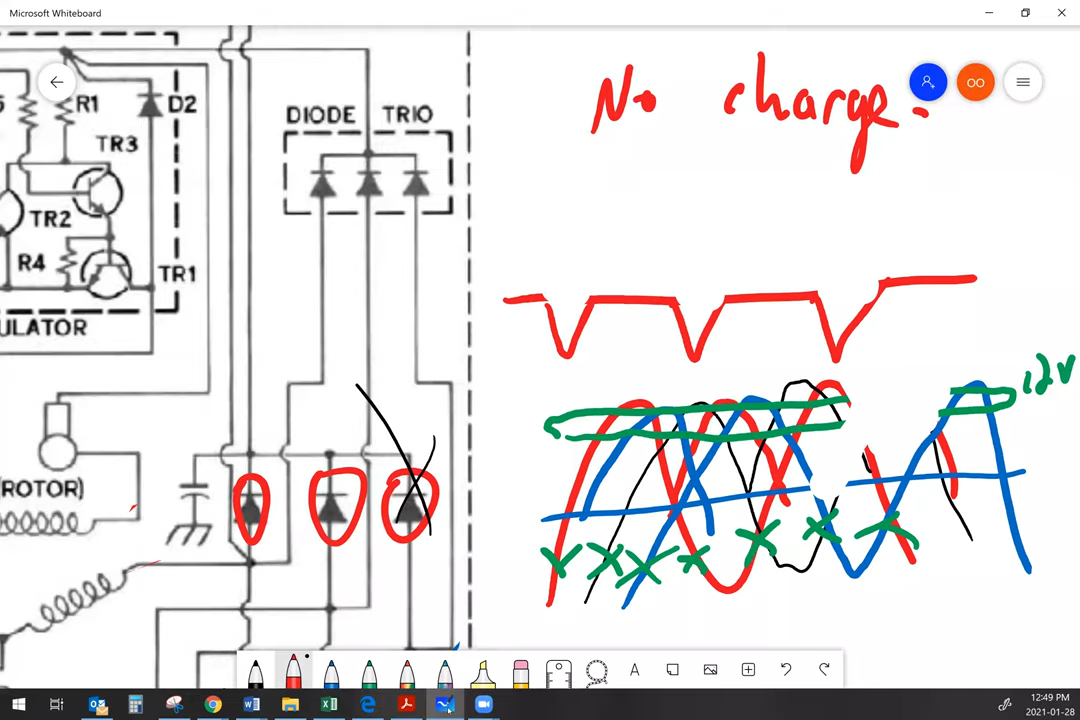 Microsoft Whiteboard
No charge.
OO
R1
D2
TR3
DIODE TRIO
TR2
R4
TR1
ULATOR
12V
ROTOR)
A
12:49 PM
2021-01-28